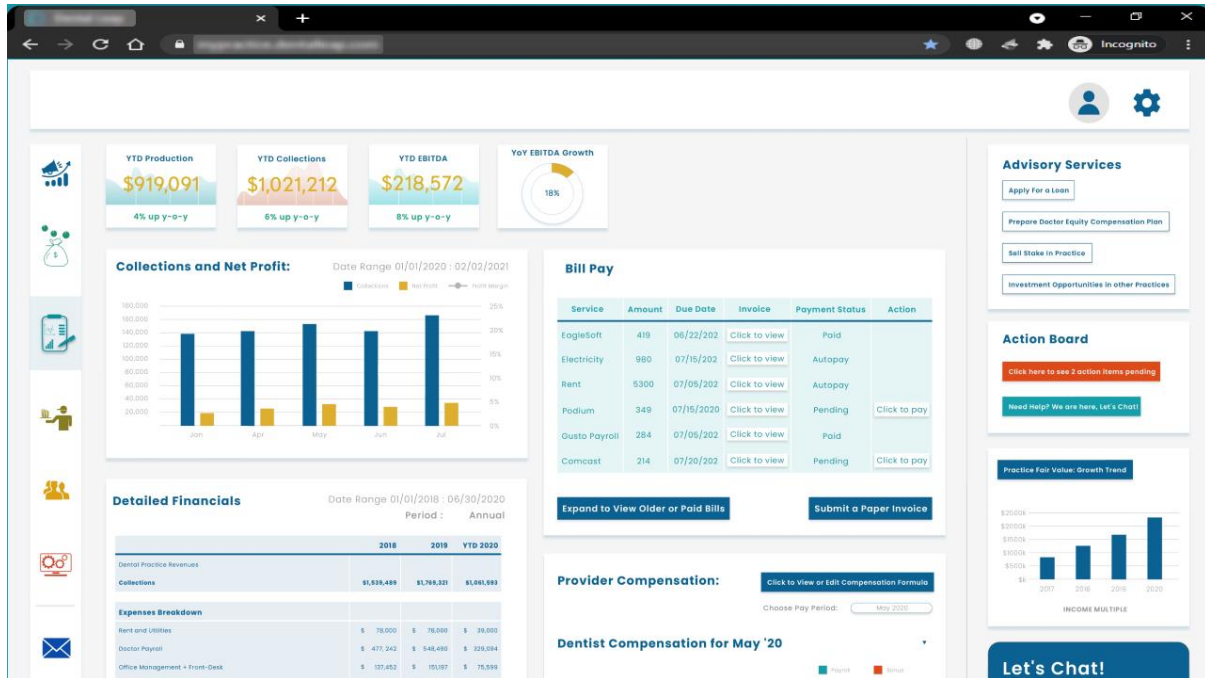 Incognito
YTD Production
$919,091
4% up y-o-y
YTD Collections
$1,021,212
6% up y-o-y
YTD EBITDA
$218,572
8% up y-o-y
YoY EBITDA Growth
18%
Collections and Net Profit:
Date Range 01/01/2020 : 02/02/2021
Collections Net Profit Profit Margin
160,000
160,000
140,000
120,000
100,000
80,000
60,000
40,000
20,000
25%
20%
15%
10%
5%
0%
Jan Apr May Jun Jul
Detailed Financials
Date Range 01/01/2018 : 06/30/2020
Period : Annual
2018 2019 YTD 2020
Dental Practice Revenues
Collections $1,539,489 $1,769,321 $1,061,593
Expenses Breakdown
Rent and Utilities $ 78,000 $ 78,000 $ 39,000
Doctor Payroll $ 477,242 $ 548,490 $ 329,094
Office Management + Front-Desk $ 137,452 $ 151,197 $ 75,599
Bill Pay
Service Amount Due Date Invoice Payment Status Action
EagleSoft 419 06/22/202 Click to view Paid
Electricity 980 07/15/202 Click to view Autopay
Rent 5300 07/05/202 Click to view Autopay
Podium 349 07/15/2020 Click to view Pending Click to pay
Gusto Payroll 284 07/05/202 Click to view Paid
Comcast 214 07/20/202 Click to view Pending Click to pay
Expand to View Older or Paid Bills
Submit a Paper Invoice
Provider Compensation:
Click to View or Edit Compensation Formula
Choose Pay Period: May 2020
Dentist Compensation for May '20
Payroll Bonus
Advisory Services
Apply For a Loan
Prepare Doctor Equity Compensation Plan
Sell Stake in Practice
Investment Opportunities in other Practices
Action Board
Click here to see 2 action items pending
Need Help? We are here, Let's Chat!
Practice Fair Value: Growth Trend
$2500k
$2000k
$1500k
$1000k
$500k
$k
2017 2018 2019 2020
INCOME MULTIPLE
Let's Chat!